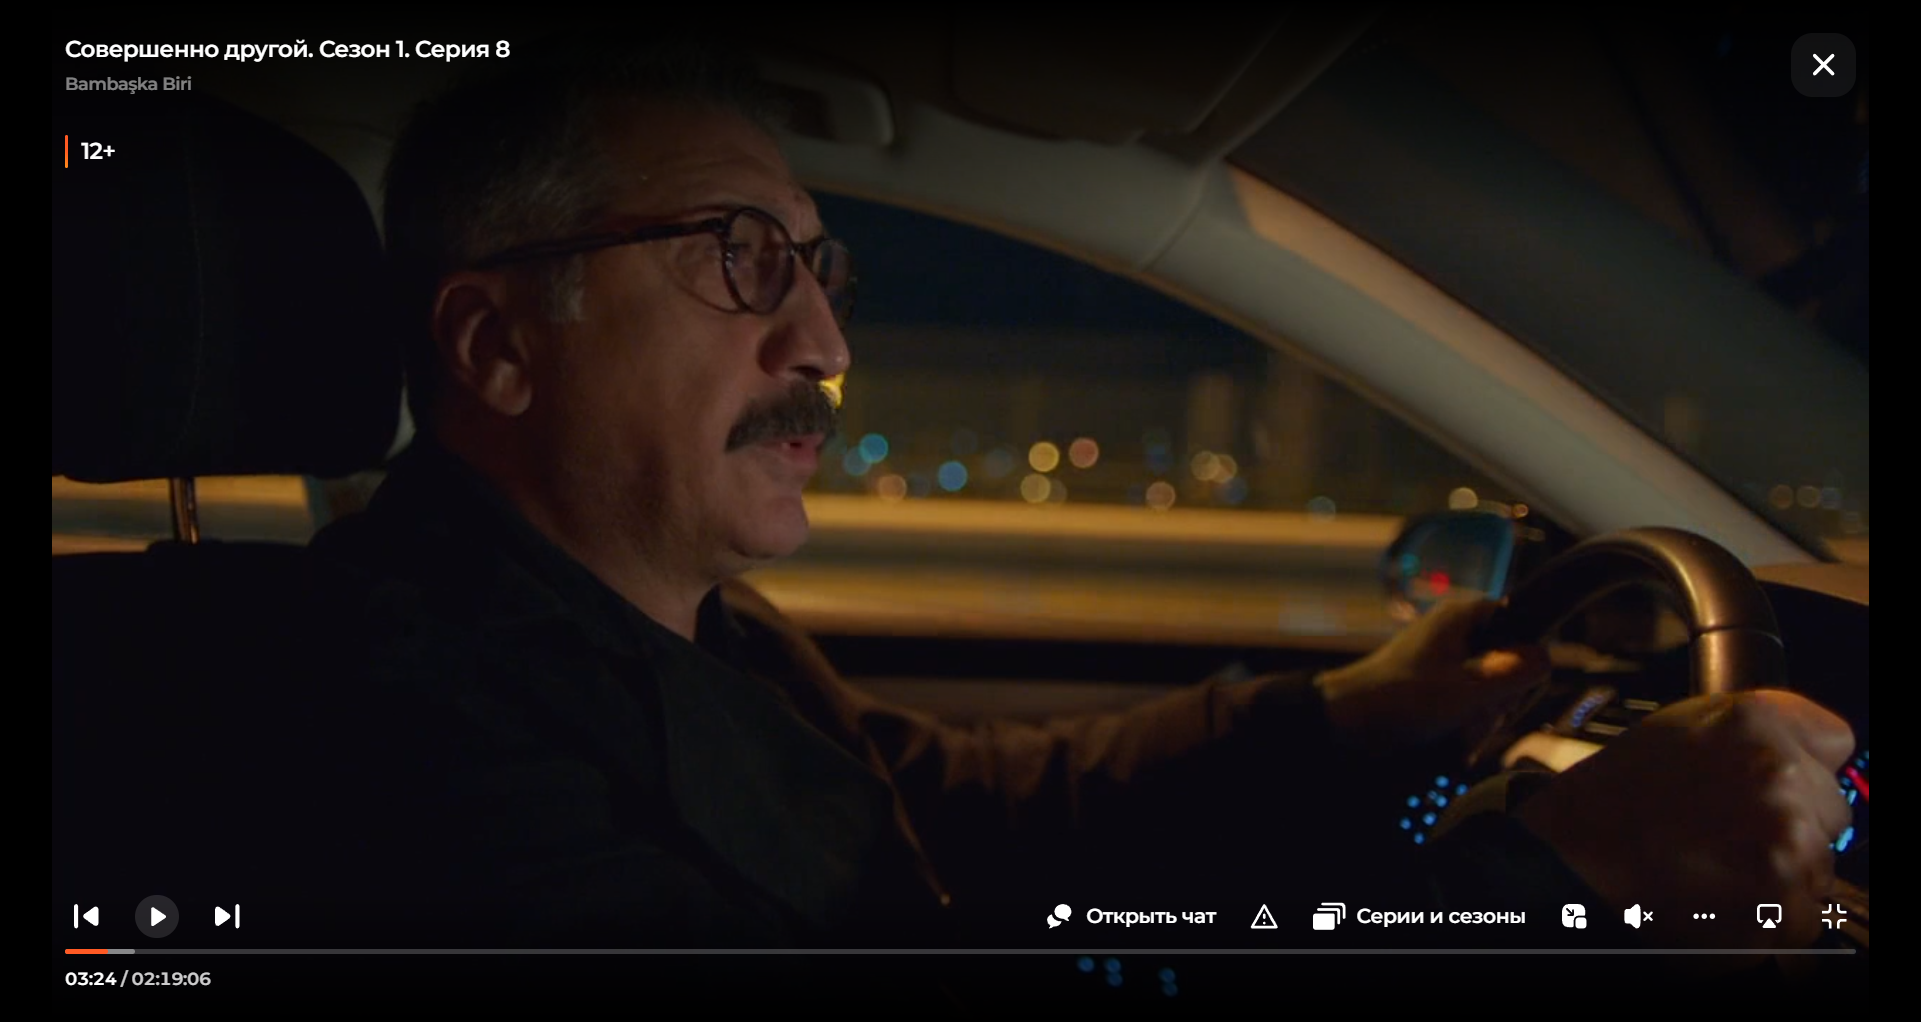 Совершенно другой. Сезон 1. Серия 8
Bambaşka Biri
12+
Открыть чат
Серии и сезоны
03:24 / 02:19:06